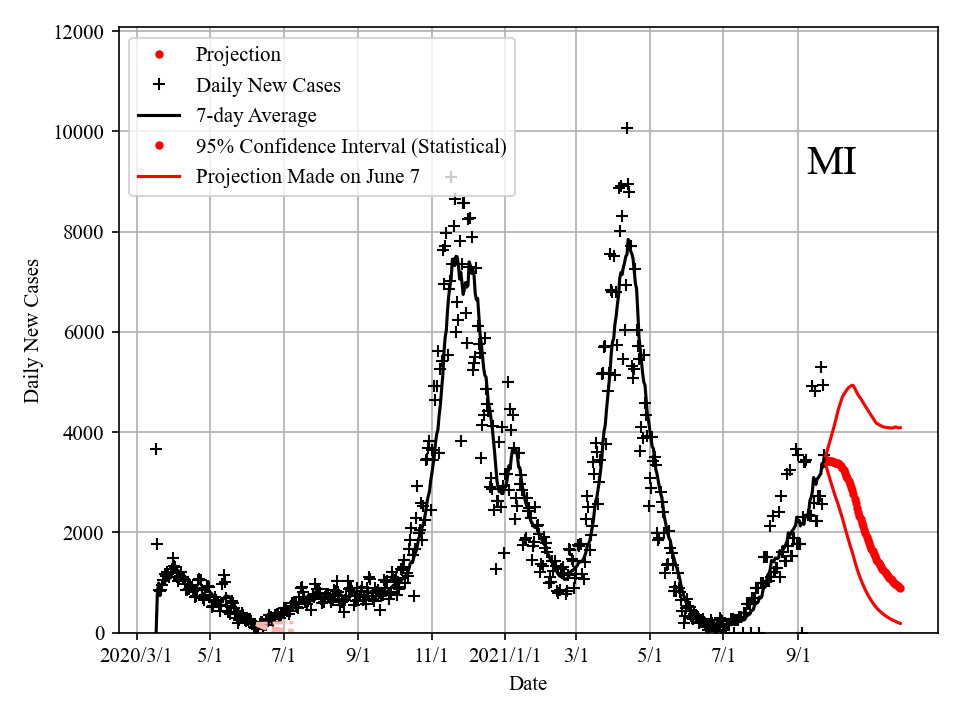 12000
10000
8000
6000
4000
2000
0
Daily New Cases
Projection
Daily New Cases
7-day Average
95% Confidence Interval (Statistical)
Projection Made on June 7
MI
2020/3/1 5/1 7/1 9/1 11/1 2021/1/1 3/1 5/1 7/1 9/1
Date